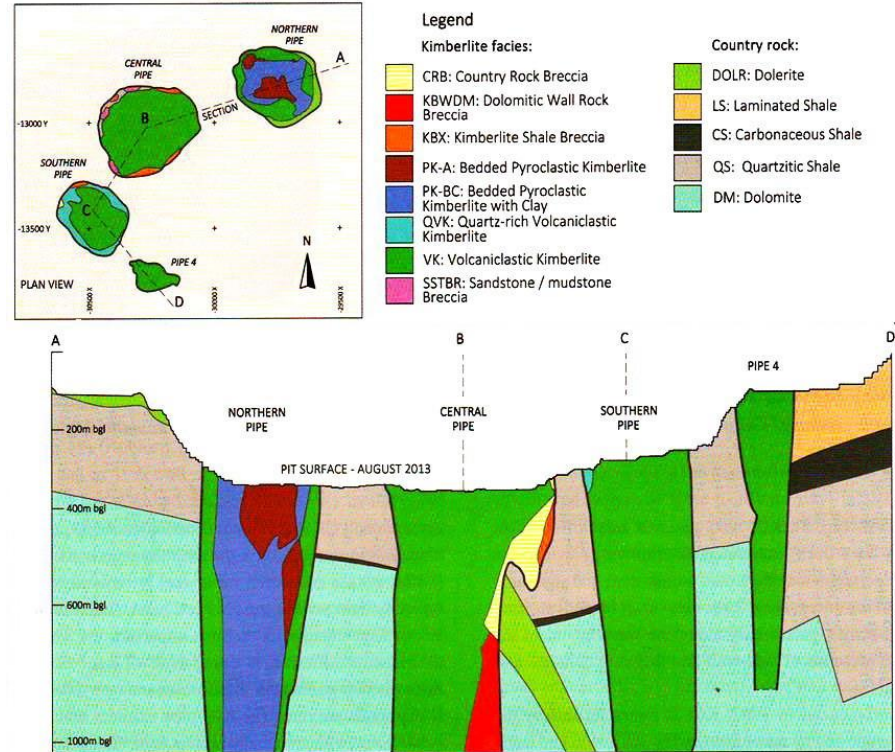 NORTHERN
PIPE
A
CENTRAL
PIPE
B
SECTION
-13000 Y
SOUTHERN
PIPE
C
-13500 Y
PIPE 4
N
D
PLAN VIEW
-30500 X
-30000 X
-29500 X
Legend
Kimberlite facies:
CRB: Country Rock Breccia
KBWDM: Dolomitic Wall Rock
Breccia
KBX: Kimberlite Shale Breccia
PK-A: Bedded Pyroclastic Kimberlite
PK-BC: Bedded Pyroclastic
Kimberlite with Clay
QVK: Quartz-rich Volcaniclastic
Kimberlite
VK: Volcaniclastic Kimberlite
SSTBR: Sandstone / mudstone
Breccia
Country rock:
DOLR: Dolerite
LS: Laminated Shale
CS: Carbonaceous Shale
QS: Quartzitic Shale
DM: Dolomite
A
B
C
D
PIPE 4
NORTHERN
PIPE
CENTRAL
PIPE
SOUTHERN
PIPE
200m bgl
PIT SURFACE - AUGUST 2013
400m bgl
600m bgl
800m bgl
1000m bgl